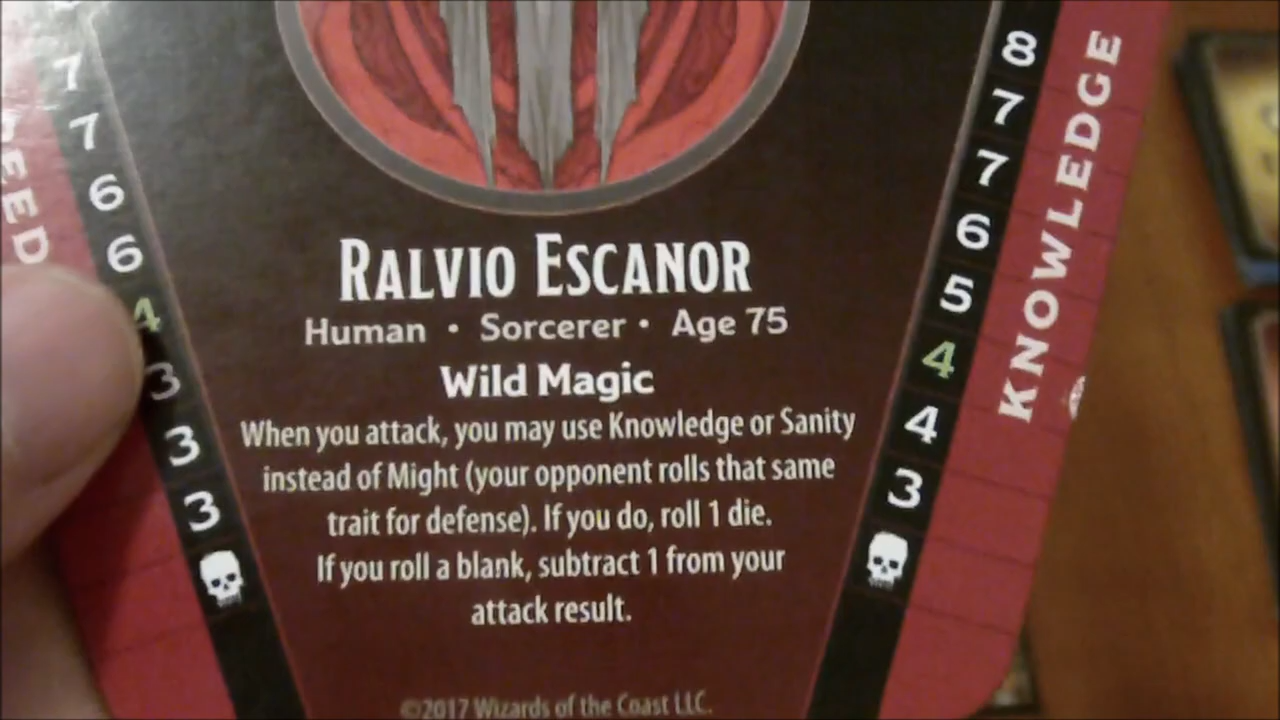 7
7
6
6
4
3
3
3
EED
8
7
7
6
5
4
4
3
KNOWLEDGE
RALVIO ESCANOR
Human • Sorcerer • Age 75
Wild Magic
When you attack, you may use Knowledge or Sanity
instead of Might (your opponent rolls that same
trait for defense). If you do, roll 1 die.
If you roll a blank, subtract 1 from your
attack result.
©2017 Wizards of the Coast LLC.